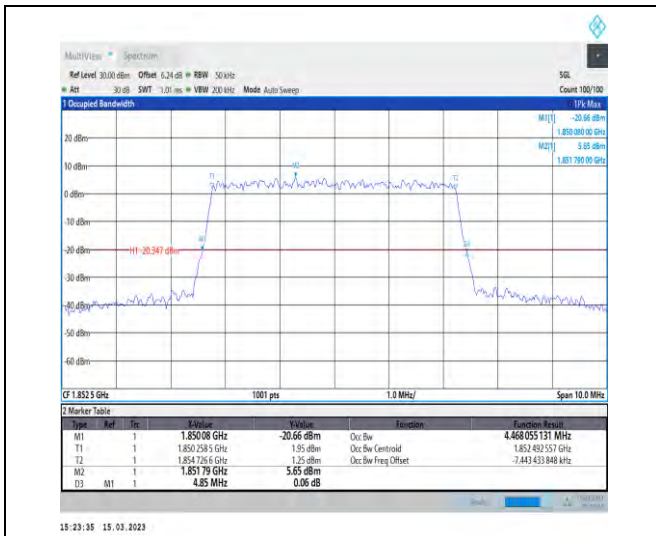 MultiView Spectrum
Ref Level 30.00 dBm Offset 6.24 dB RBW 50 kHz SGL
Att 30 dB SWT 1.01 ms VBW 200 kHz Mode Auto Sweep Count 100/100
1 Occupied Bandwidth 1Pk Max
M1[1] -20.66 dBm
1.850 080 00 GHz
M2[1] 5.65 dBm
1.851 790 00 GHz
20 dBm
10 dBm
T1 M2 T2
0 dBm
-10 dBm
-20 dBm H1 -20.347 dBm M1
-30 dBm
-40 dBm
-50 dBm
-60 dBm
CF 1.852 5 GHz 1001 pts 1.0 MHz/ Span 10.0 MHz
2 Marker Table
Type Ref Trc X-Value Y-Value Function Function Result
M1 1 1.850 08 GHz -20.66 dBm Occ Bw 4.468 055 131 MHz
T1 1 1.850 258 5 GHz 1.95 dBm Occ Bw Centroid 1.852 492 557 GHz
T2 1 1.854 726 6 GHz 1.25 dBm Occ Bw Freq Offset -7.443 433 848 kHz
M2 1 1.851 79 GHz 5.65 dBm
D3 M1 1 4.85 MHz 0.06 dB
15:23:35 15.03.2023